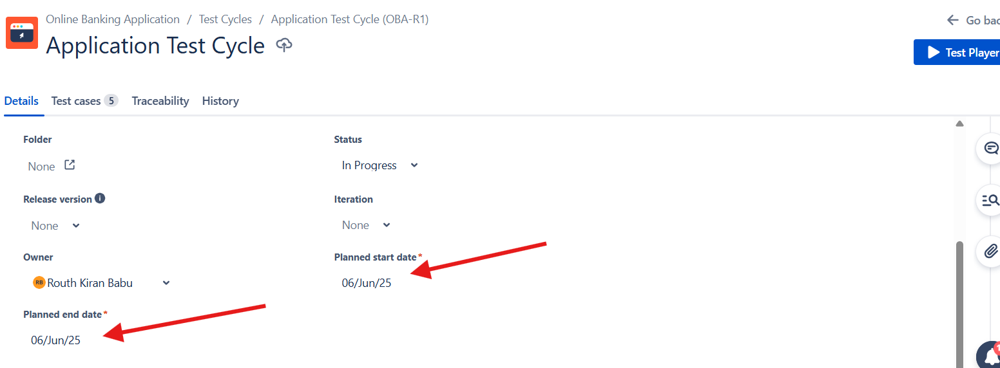 Online Banking Application / Test Cycles / Application Test Cycle (OBA-R1)
Go bac
Application Test Cycle
Test Player
Details Test cases 5 Traceability History
Folder
None
Status
In Progress
Release version
None
Iteration
None
Owner
RB Routh Kiran Babu
Planned start date*
06/Jun/25
Planned end date*
06/Jun/25